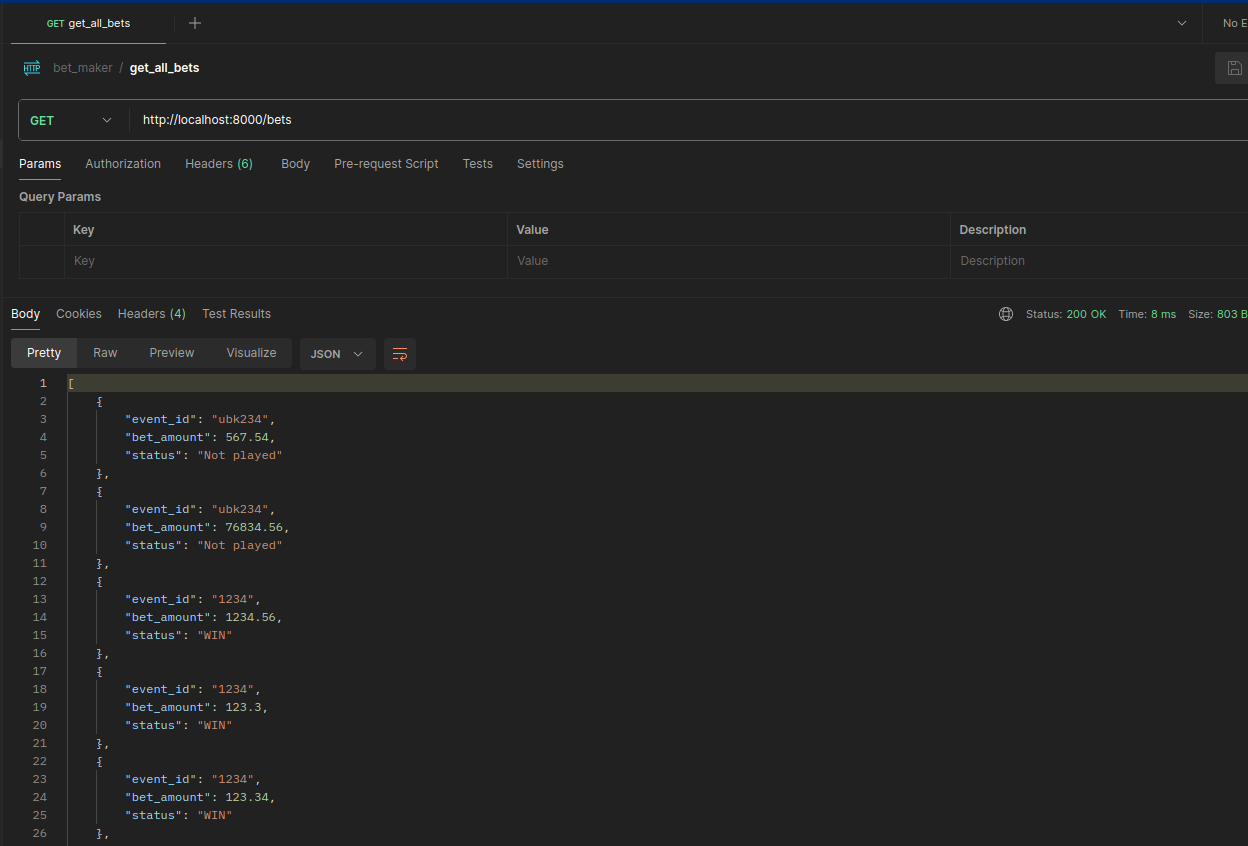 GET get_all_bets
No E
HTTP bet_maker / get_all_bets
GET http://localhost:8000/bets
Params Authorization Headers (6) Body Pre-request Script Tests Settings
Query Params
Key Value Description
Key Value Description
Body Cookies Headers (4) Test Results Status: 200 OK Time: 8 ms Size: 803 B
Pretty Raw Preview Visualize JSON
1 [
2 {
3 "event_id": "ubk234",
4 "bet_amount": 567.54,
5 "status": "Not played"
6 },
7 {
8 "event_id": "ubk234",
9 "bet_amount": 76834.56,
10 "status": "Not played"
11 },
12 {
13 "event_id": "1234",
14 "bet_amount": 1234.56,
15 "status": "WIN"
16 },
17 {
18 "event_id": "1234",
19 "bet_amount": 123.3,
20 "status": "WIN"
21 },
22 {
23 "event_id": "1234",
24 "bet_amount": 123.34,
25 "status": "WIN"
26 },